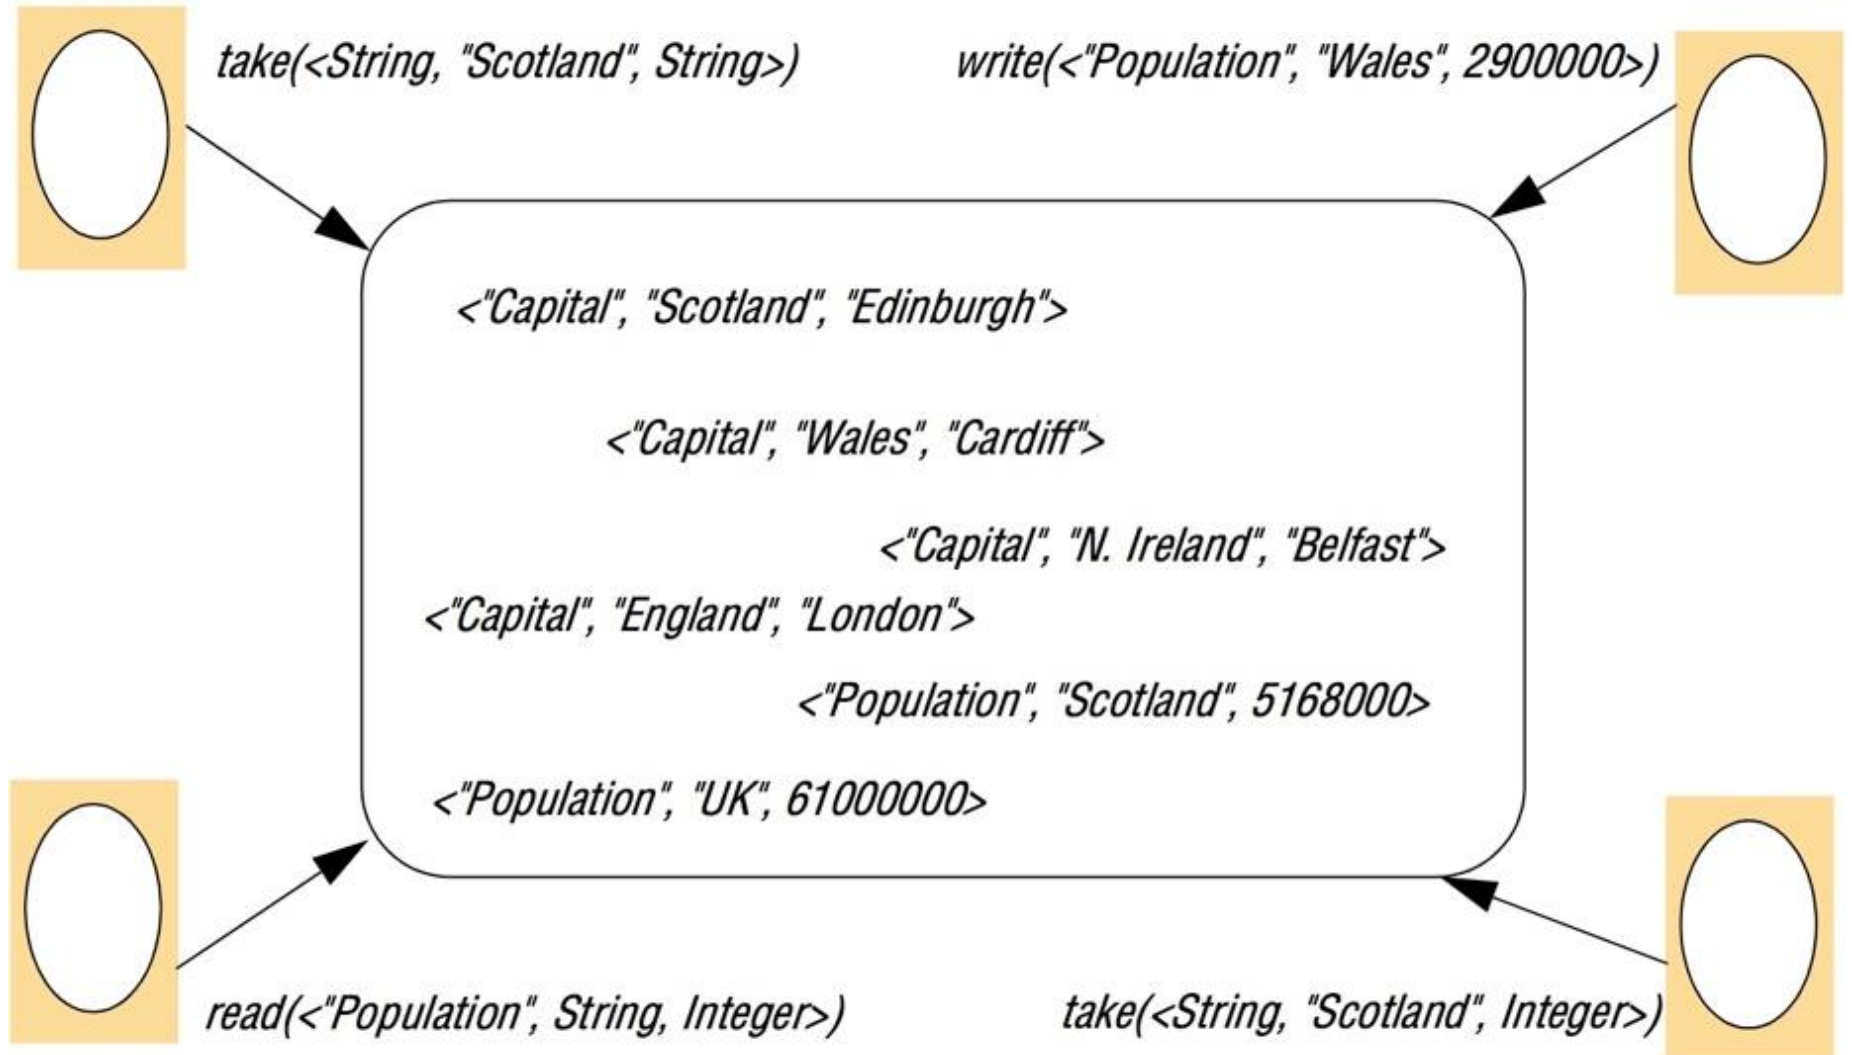 take(<String, "Scotland", String>)
write(<"Population", "Wales", 2900000>)
<"Capital", "Scotland", "Edinburgh">
<"Capital", "Wales", "Cardiff">
<"Capital", "N. Ireland", "Belfast">
<"Capital", "England", "London">
<"Population", "Scotland", 5168000>
<"Population", "UK", 61000000>
read(<"Population", String, Integer>)
take(<String, "Scotland", Integer>)